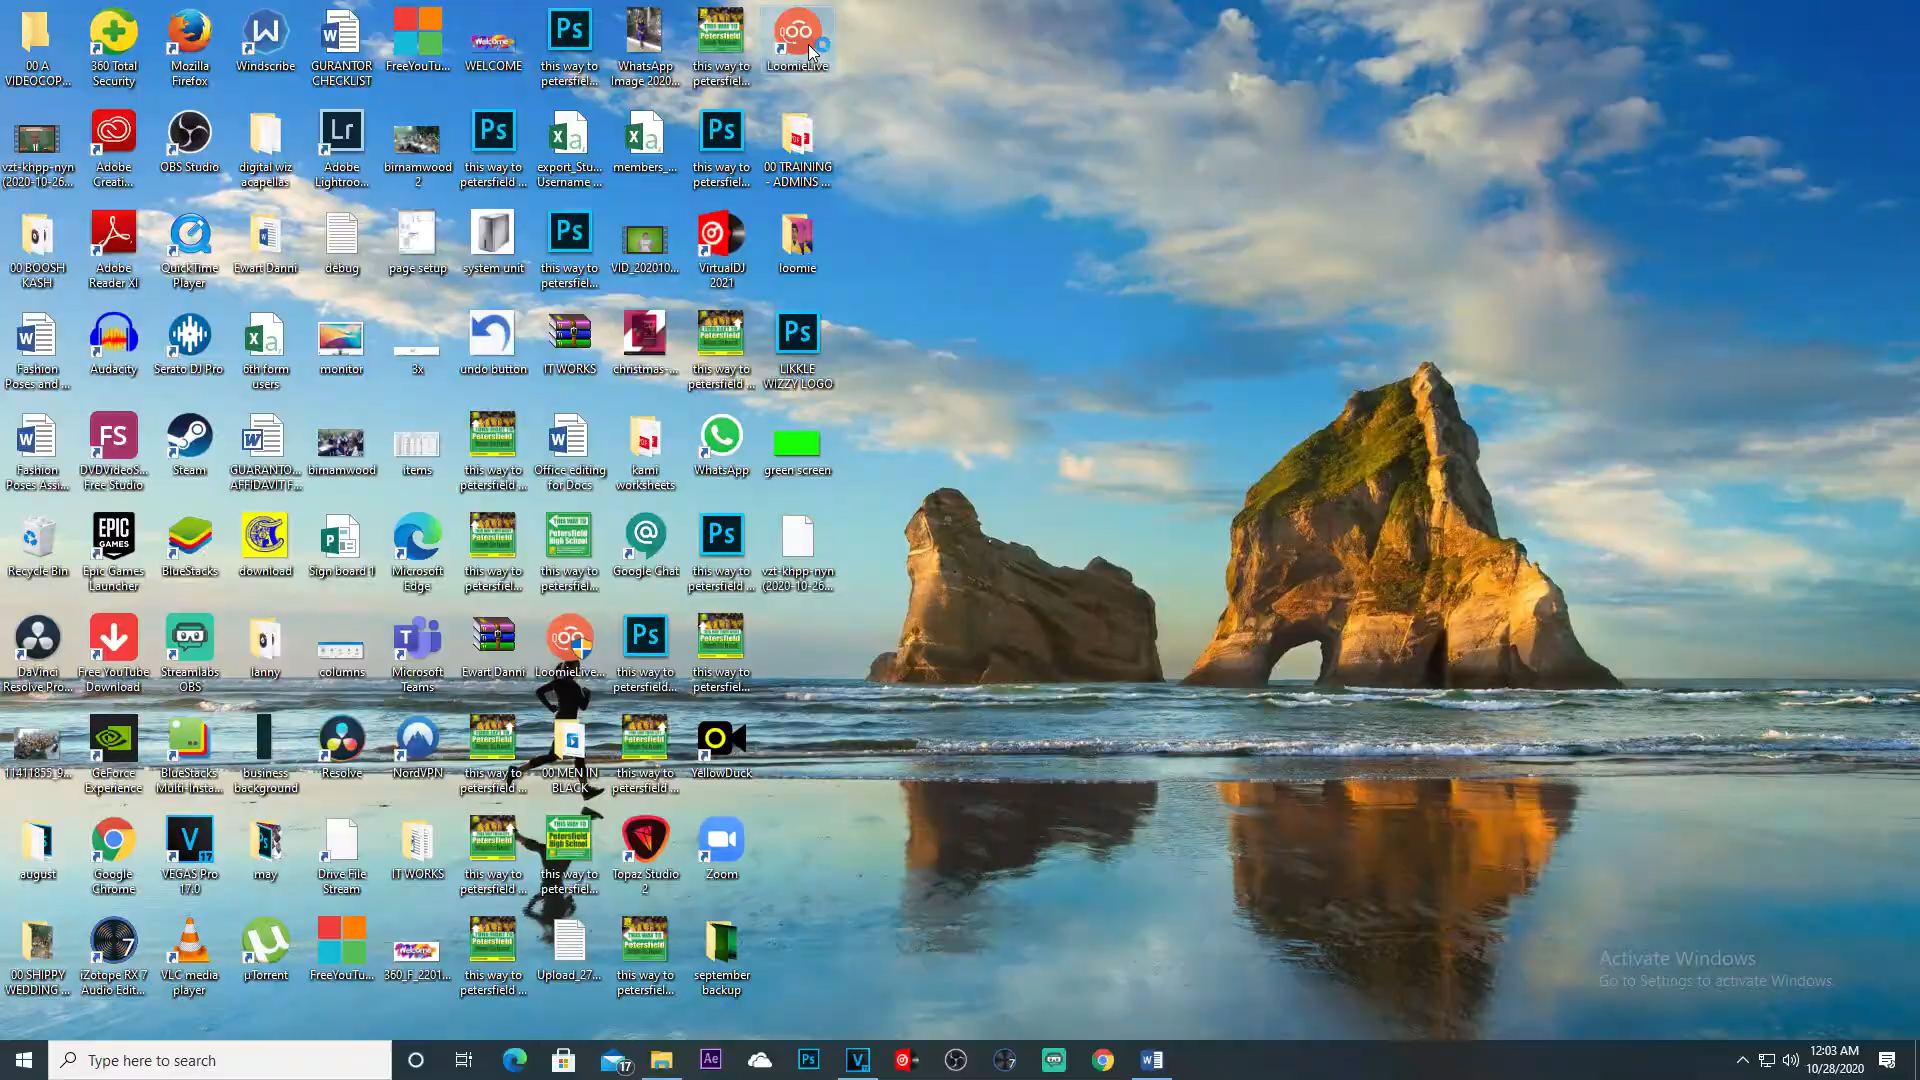 00 A
VIDEOCOP...
360 Total
Security
Mozilla
Firefox
Windscribe
GURANTOR
CHECKLIST
FreeYouTu...
WELCOME
this way to
petersfiel...
WhatsApp
Image 2020...
this way to
petersfiel...
LoomieLive
vzt-khpp-nyn
(2020-10-26...
Adobe
Creati...
OBS Studio
digital wiz
acapellas
Adobe
Lightroo...
birnamwood
2
this way to
petersfield ...
export_Stu...
Username ...
members_...
this way to
petersfiel...
00 TRAINING
- ADMINS ...
00 BOOSH
KASH
Adobe
Reader XI
QuickTime
Player
Ewart Danni
debug
page setup
system unit
this way to
petersfiel...
VID_202010...
VirtualDJ
2021
loomie
Fashion
Poses and ...
Audacity
Serato DJ Pro
6th form
users
monitor
3x
undo button
IT WORKS
christmas-...
this way to
petersfield ...
LIKKLE
WIZZY LOGO
Fashion
Poses Assi...
DVDVideoS...
Free Studio
Steam
GUARANTO...
AFFIDAVIT F...
birnamwood
items
this way to
petersfield ...
Office editing
for Docs
kami
worksheets
WhatsApp
green screen
Recycle Bin
Epic Games
Launcher
BlueStacks
download
Sign board 1
Microsoft
Edge
this way to
petersfiel...
this way to
petersfiel...
Google Chat
this way to
petersfield ...
vzt-khpp-nyn
(2020-10-26...
DaVinci
Resolve Pro...
Free YouTube
Download
Streamlabs
OBS
lanny
columns
Microsoft
Teams
Ewart Danni
LoomieLive...
this way to
petersfield...
this way to
petersfiel...
11411855_9...
GeForce
Experience
BlueStacks
Multi-Insta...
business
background
Resolve
NordVPN
this way to
petersfield ...
00 MEN IN
BLACK
this way to
petersfield ...
YellowDuck
august
Google
Chrome
VEGAS Pro
17.0
may
Drive File
Stream
IT WORKS
this way to
petersfield ...
this way to
petersfiel...
Topaz Studio
2
Zoom
00 SHIPPY
WEDDING ...
iZotope RX 7
Audio Edit...
VLC media
player
µTorrent
FreeYouTu...
360_F_2201...
this way to
petersfield ...
Upload_27...
this way to
petersfiel...
september
backup
Activate Windows
Go to Settings to activate Windows.
Type here to search
17
12:03 AM
10/28/2020